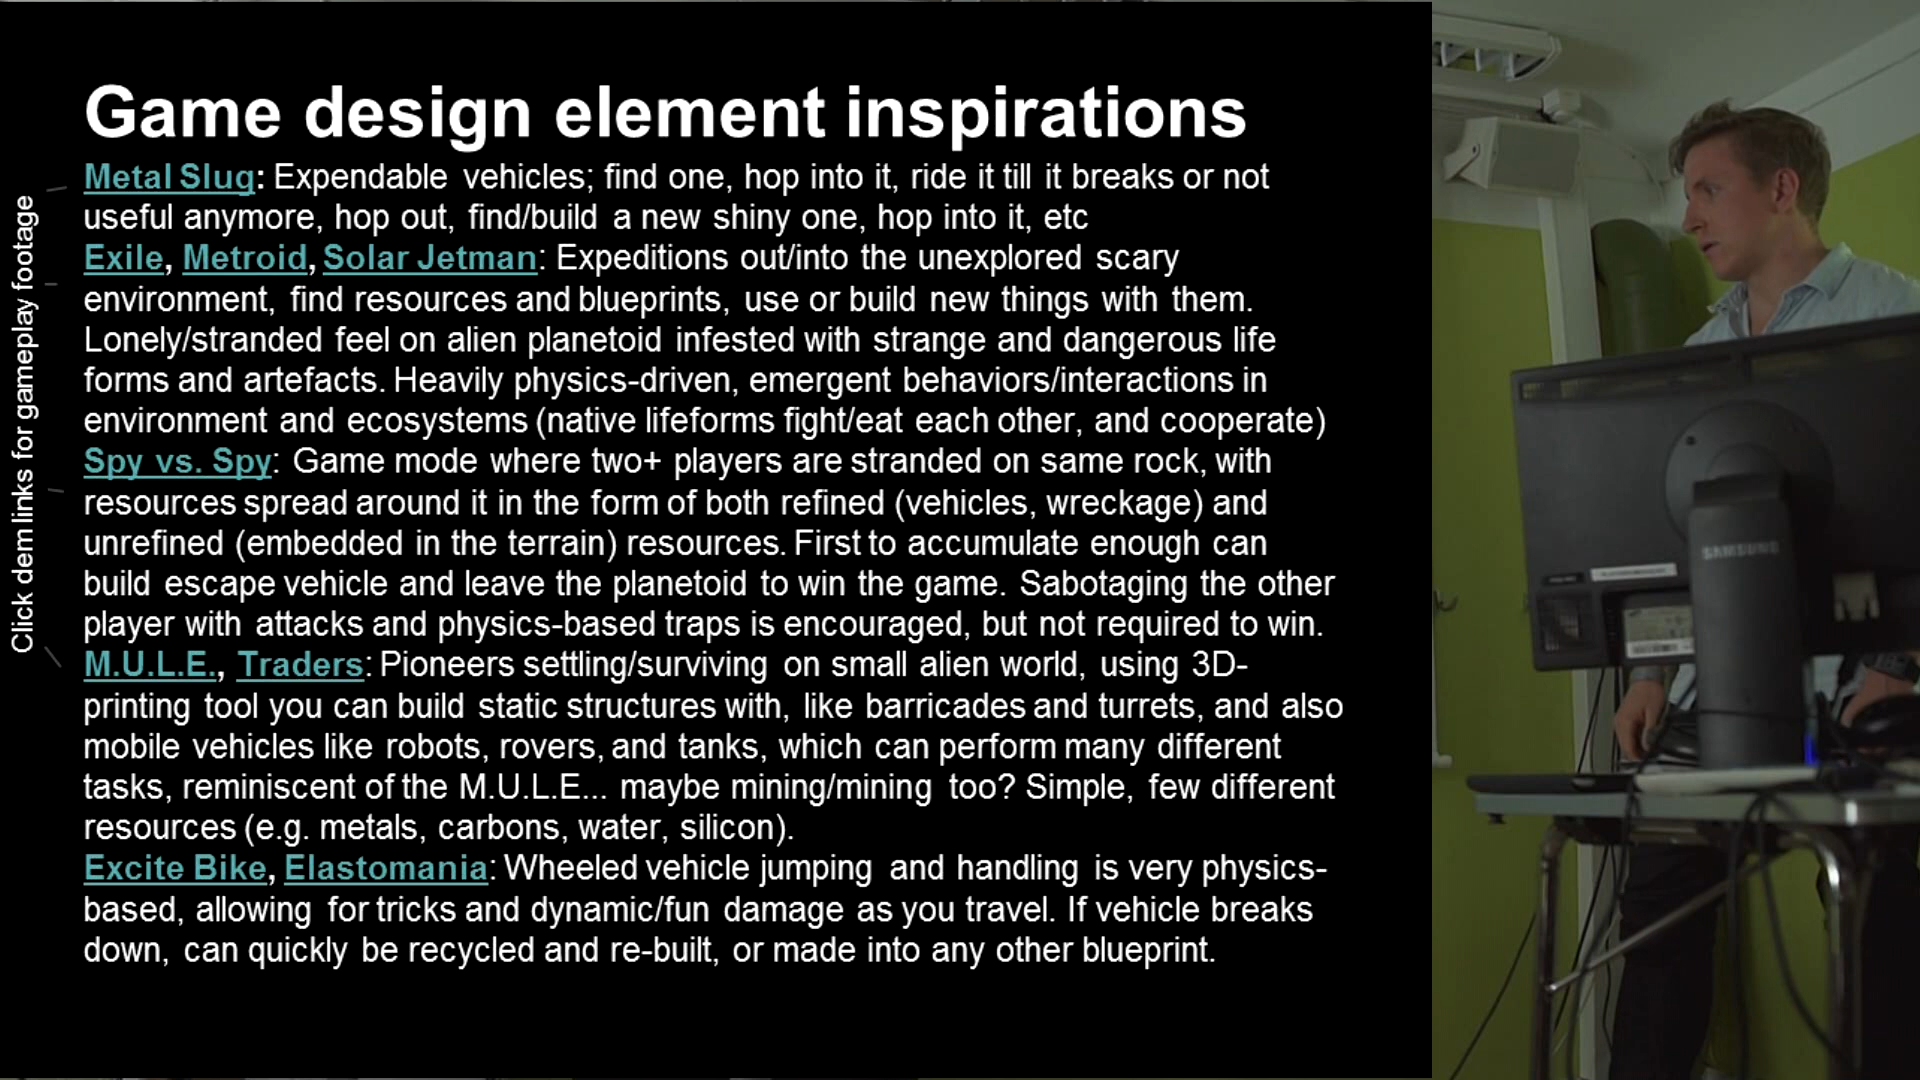 Game design element inspirations
Metal Slug: Expendable vehicles; find one, hop into it, ride it till it breaks or not
useful anymore, hop out, find/build a new shiny one, hop into it, etc
Exile, Metroid, Solar Jetman: Expeditions out/into the unexplored scary
environment, find resources and blueprints, use or build new things with them.
Lonely/stranded feel on alien planetoid infested with strange and dangerous life
forms and artefacts. Heavily physics-driven, emergent behaviors/interactions in
environment and ecosystems (native lifeforms fight/eat each other, and cooperate)
Spy vs. Spy: Game mode where two+ players are stranded on same rock, with
resources spread around it in the form of both refined (vehicles, wreckage) and
unrefined (embedded in the terrain) resources. First to accumulate enough can
build escape vehicle and leave the planetoid to win the game. Sabotaging the other
player with attacks and physics-based traps is encouraged, but not required to win.
M.U.L.E., Traders: Pioneers settling/surviving on small alien world, using 3D-
printing tool you can build static structures with, like barricades and turrets, and also
mobile vehicles like robots, rovers, and tanks, which can perform many different
tasks, reminiscent of the M.U.L.E... maybe mining/mining too? Simple, few different
resources (e.g. metals, carbons, water, silicon).
Excite Bike, Elastomania: Wheeled vehicle jumping and handling is very physics-
based, allowing for tricks and dynamic/fun damage as you travel. If vehicle breaks
down, can quickly be recycled and re-built, or made into any other blueprint.
Click dem links for gameplay footage
SAMSUNG